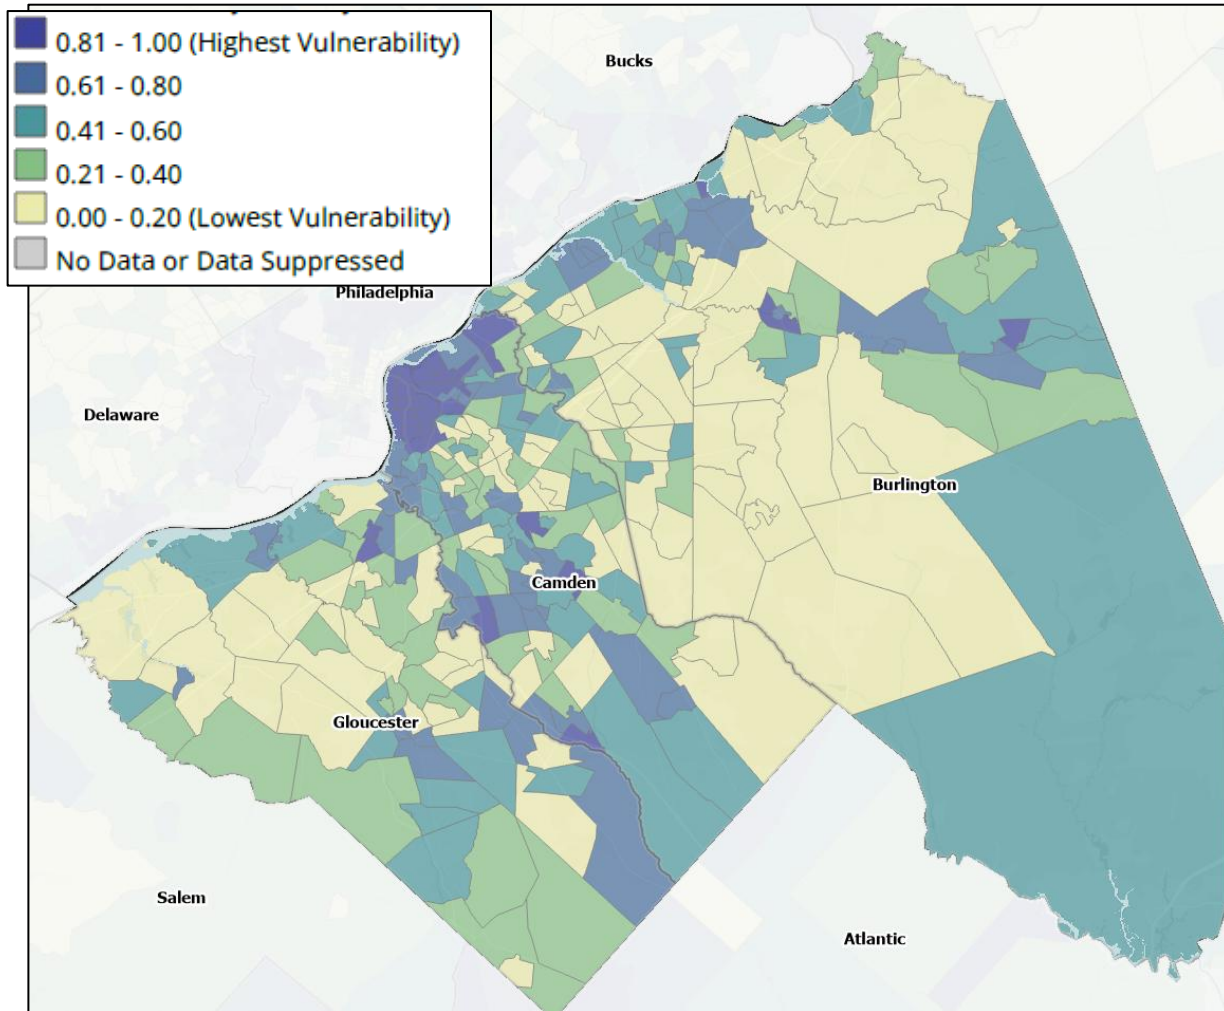 0.81 - 1.00 (Highest Vulnerability)
0.61 - 0.80
0.41 - 0.60
0.21 - 0.40
0.00 - 0.20 (Lowest Vulnerability)
No Data or Data Suppressed
Bucks
Philadelphia
Delaware
Burlington
Camden
Gloucester
Salem
Atlantic